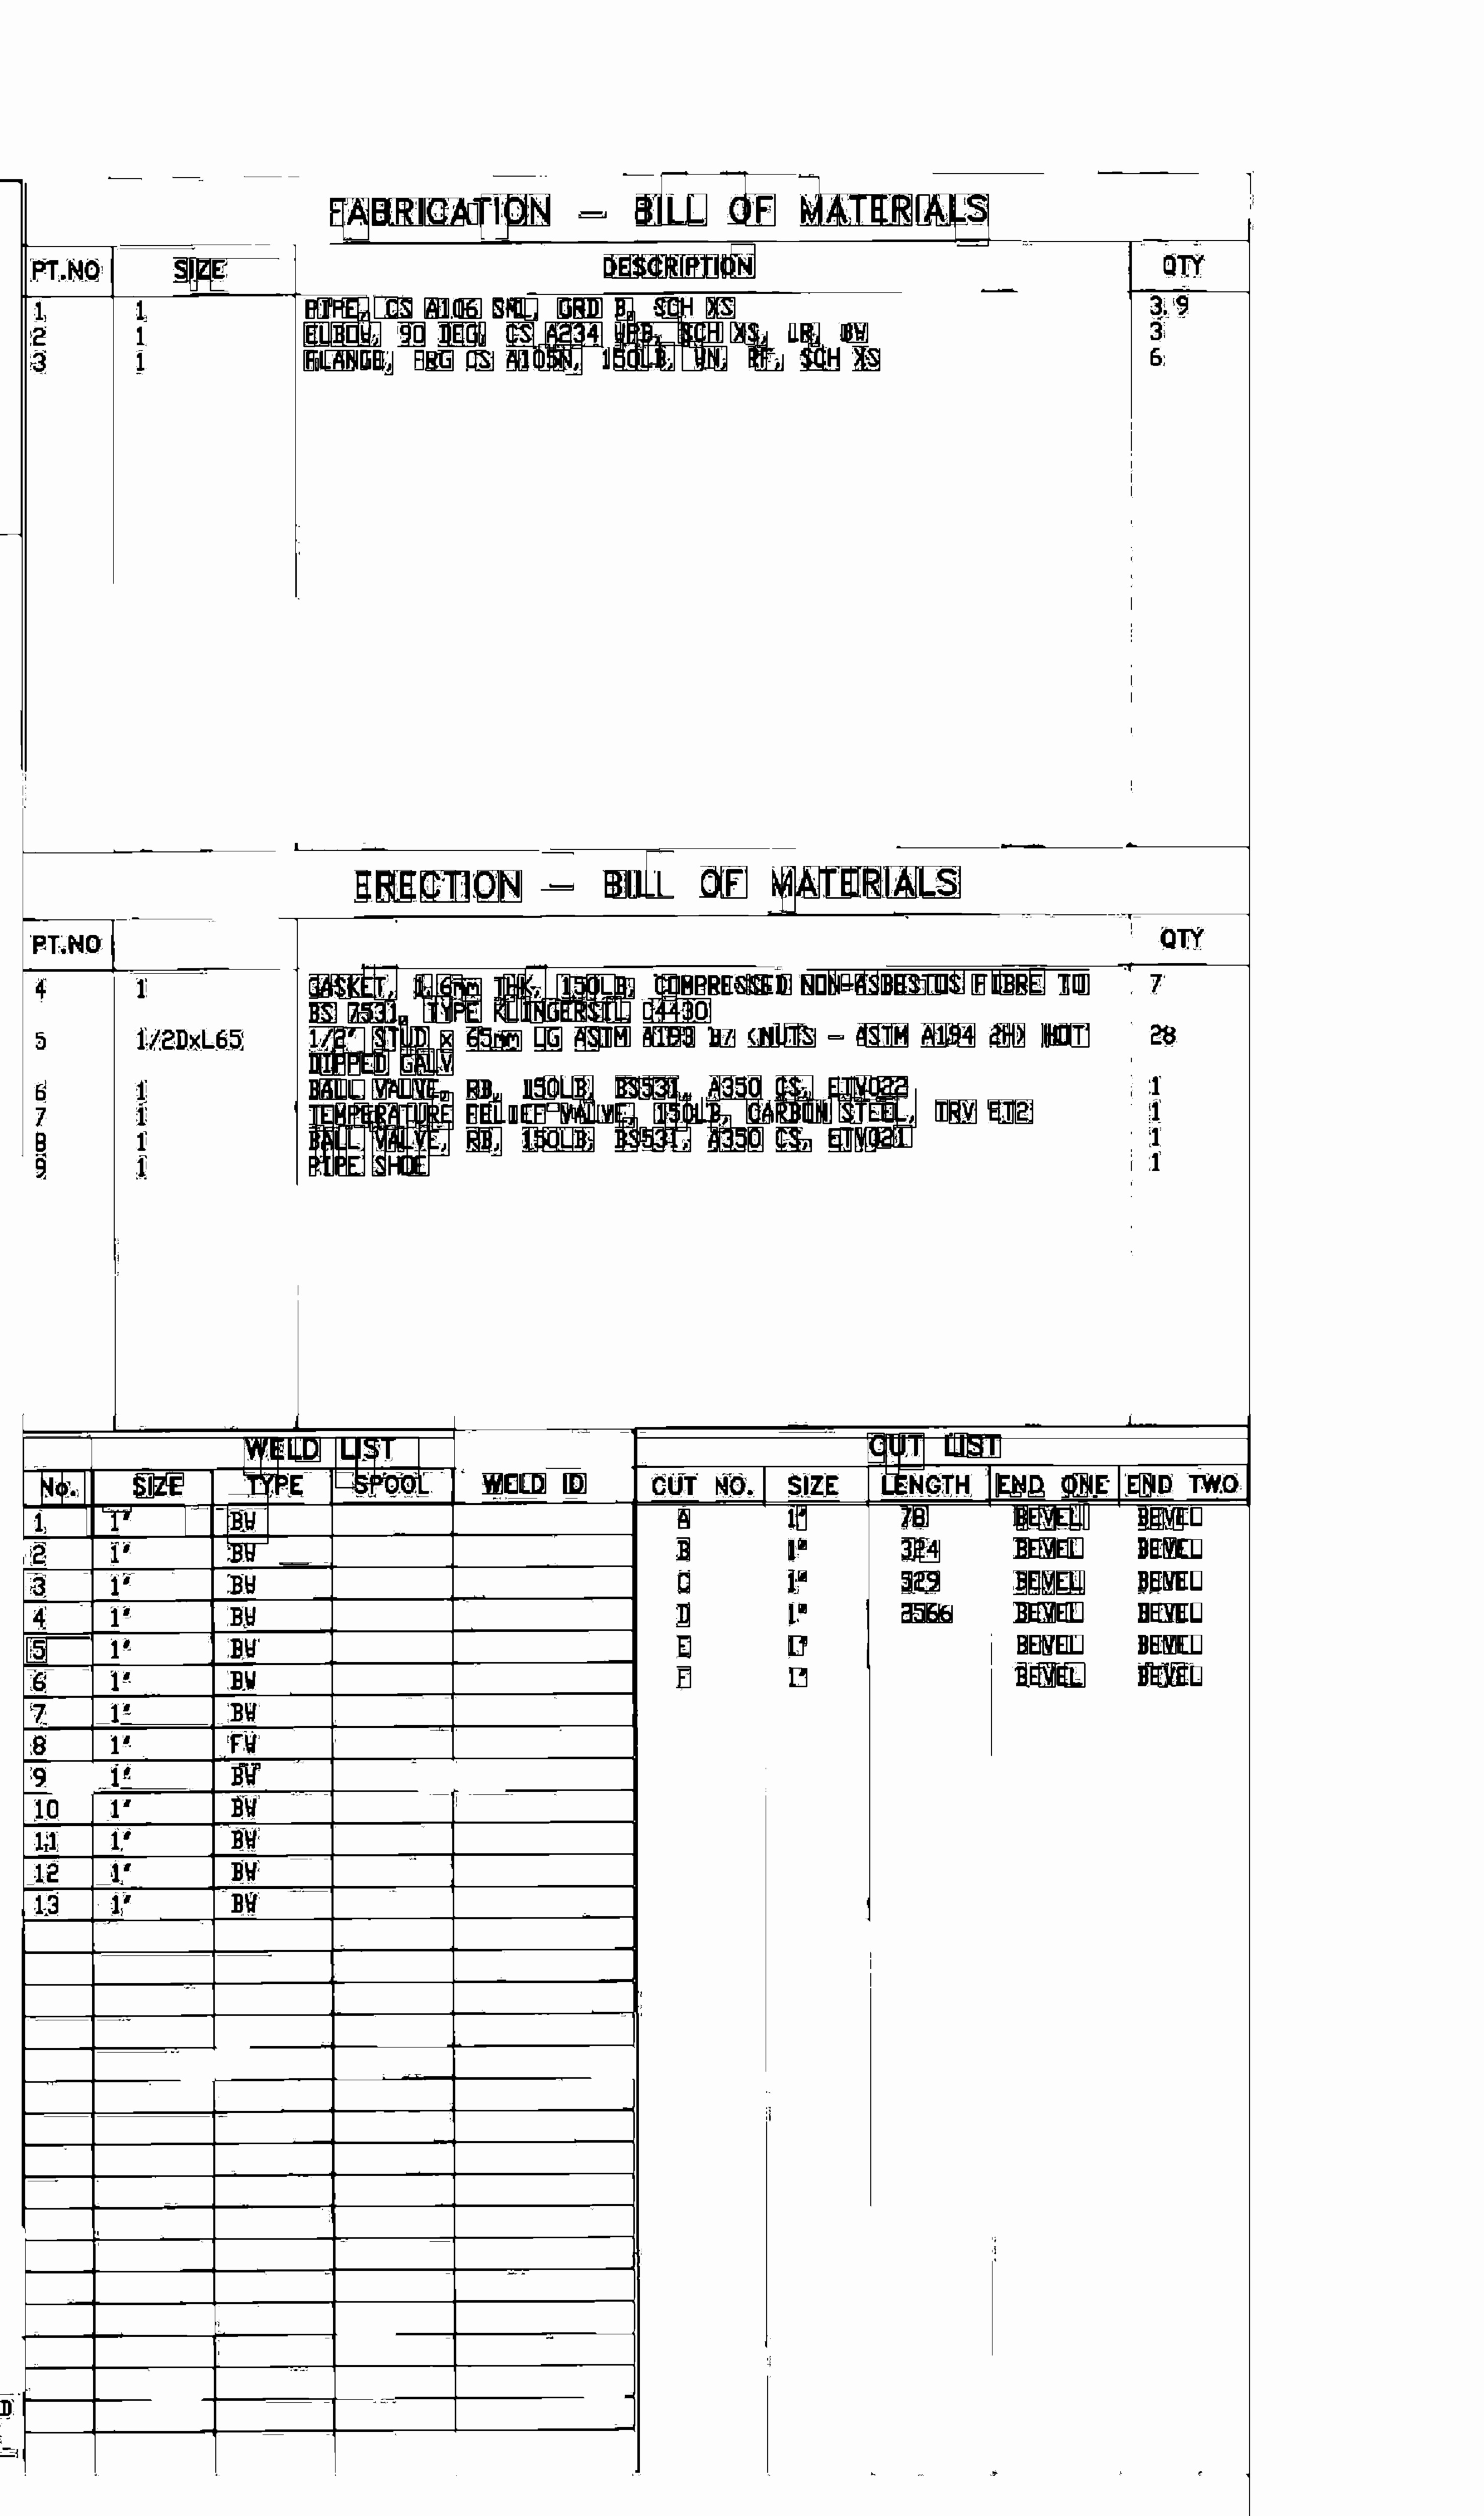 FABRICATION — BILL OF MATERIALS
PT.NO SIZE DESCRIPTION QTY
1 1 PIPE, CS A106 SML, GRD B, SCH XS 3.9
2 1 ELBOW, 90 DEG, CS A234 WPB, SCH XS, LR, BW 3
3 1 FLANGE, FRG CS A105N, 150LB, WN, RF, SCH XS 6
ERECTION — BILL OF MATERIALS
PT.NO QTY
4 1 GASKET, 1.6mm THK, 150LB, COMPRESSED NON-ASBESTOS FIBRE TO 7
BS 7531, TYPE KLINGERSIL C4430
5 1/2DxL65 1/2" STUD x 65mm LG ASTM A193 B7 (NUTS - ASTM A194 2H) HOT 28
DIPPED GALV
6 1 BALL VALVE, RB, 150LB, BS5351, A350 CS, ETV022 1
7 1 TEMPERATURE RELIEF VALVE, 150LB, CARBON STEEL, TRV 1
8 1 BALL VALVE, RB, 150LB, BS5351, A350 CS, ETV021 1
9 1 PIPE SHOE 1
WELD LIST
No. SIZE TYPE SPOOL WELD ID
1 1" BW
2 1" BW
3 1" BW
4 1" BW
5 1" BW
6 1" BW
7 1" BW
8 1" FW
9 1" BW
10 1" BW
11 1" BW
12 1" BW
13 1" BW
CUT LIST
CUT NO. SIZE LENGTH END ONE END TWO
A 1" 78 BEVEL BEVEL
B 1" 324 BEVEL BEVEL
C 1" 329 BEVEL BEVEL
D 1" BEVEL BEVEL
E 1" BEVEL BEVEL
F 1" BEVEL BEVEL